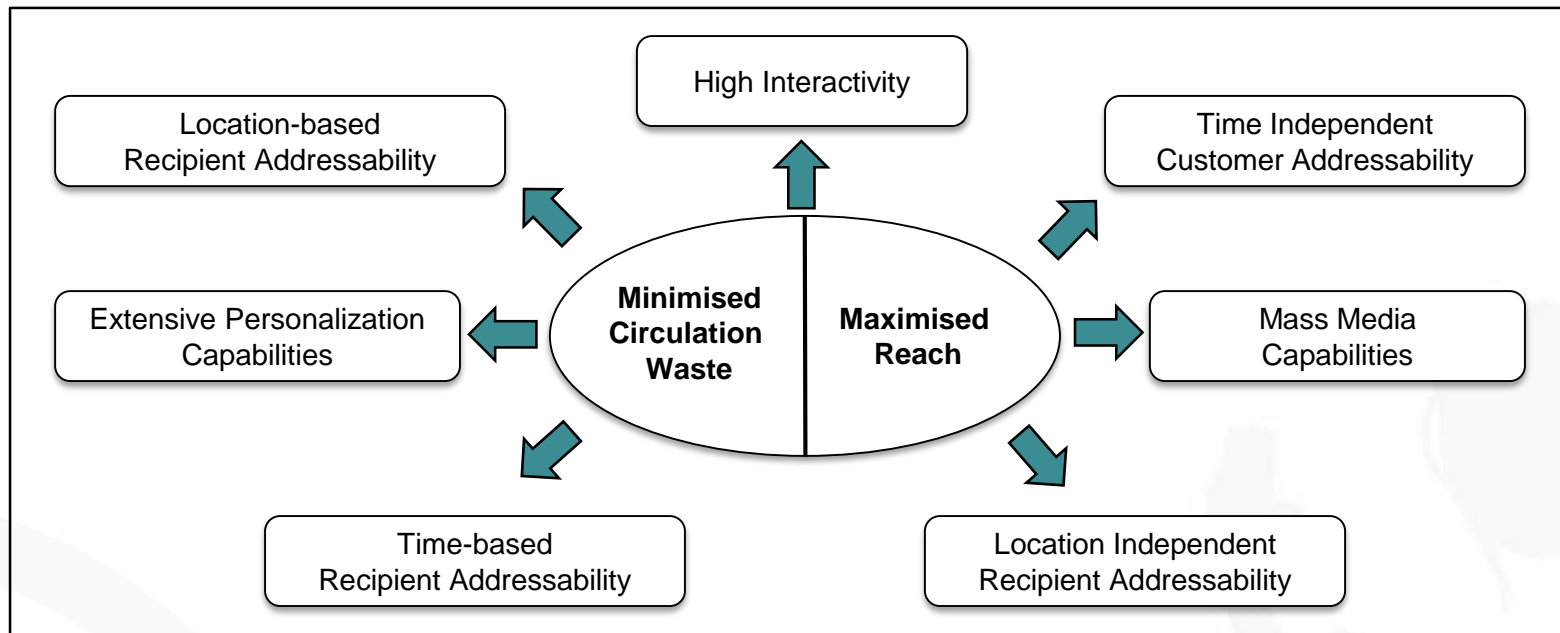 High Interactivity
Location-based
Recipient Addressability
Time Independent
Customer Addressability
Extensive Personalization
Capabilities
Minimised
Circulation
Waste
Maximised
Reach
Mass Media
Capabilities
Time-based
Recipient Addressability
Location Independent
Recipient Addressability